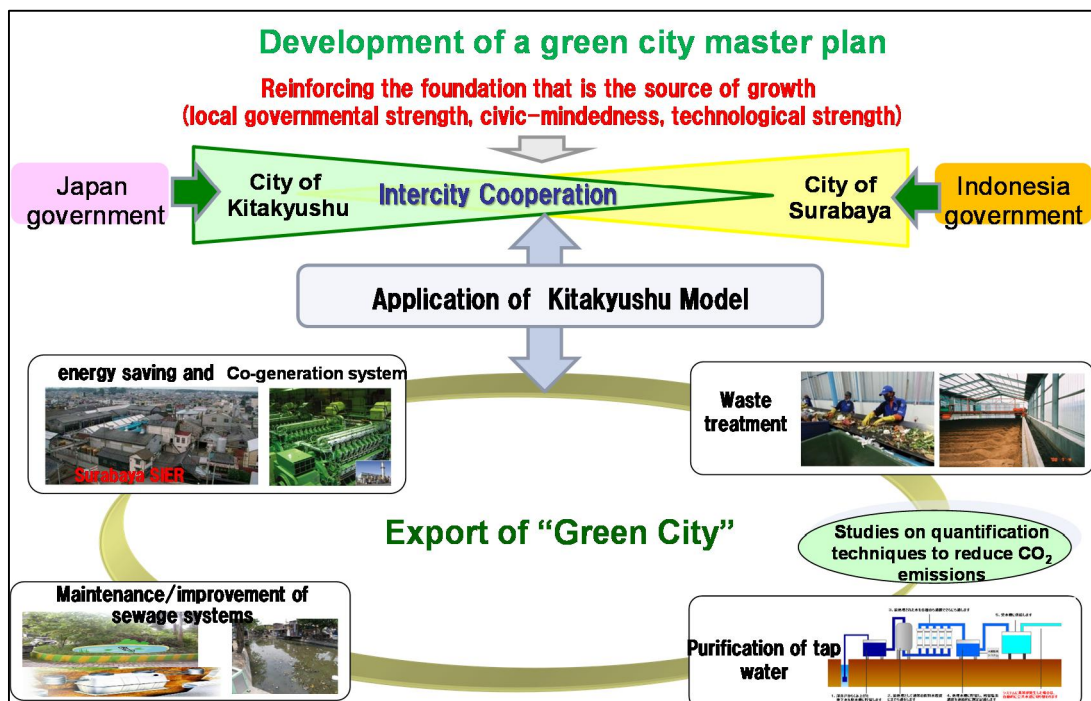 Development of a green city master plan
Reinforcing the foundation that is the source of growth
(local governmental strength, civic-mindedness, technological strength)
Japan
government
City of
Kitakyushu
Intercity Cooperation
City of
Surabaya
Indonesia
government
Application of Kitakyushu Model
energy saving and
Co-generation system
Surabaya SIER
Waste
treatment
Export of “Green City”
Studies on quantification
techniques to reduce CO2
emissions
Maintenance/improvement of
sewage systems
Purification of tap
water